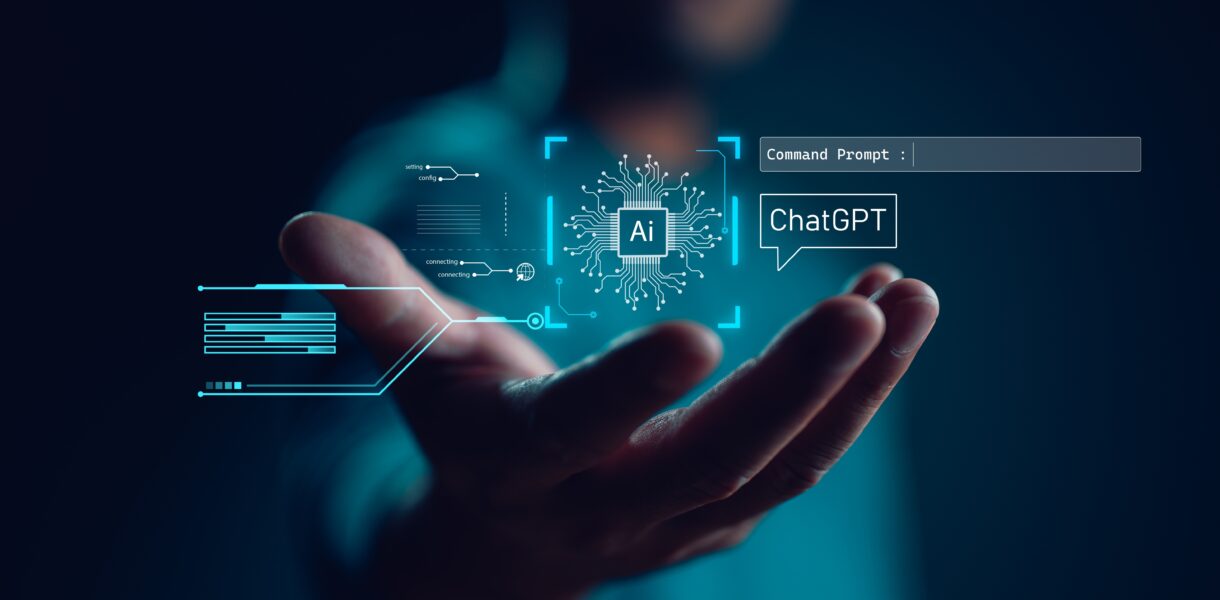 setting
config
connecting
connecting
Ai
Command Prompt :
ChatGPT